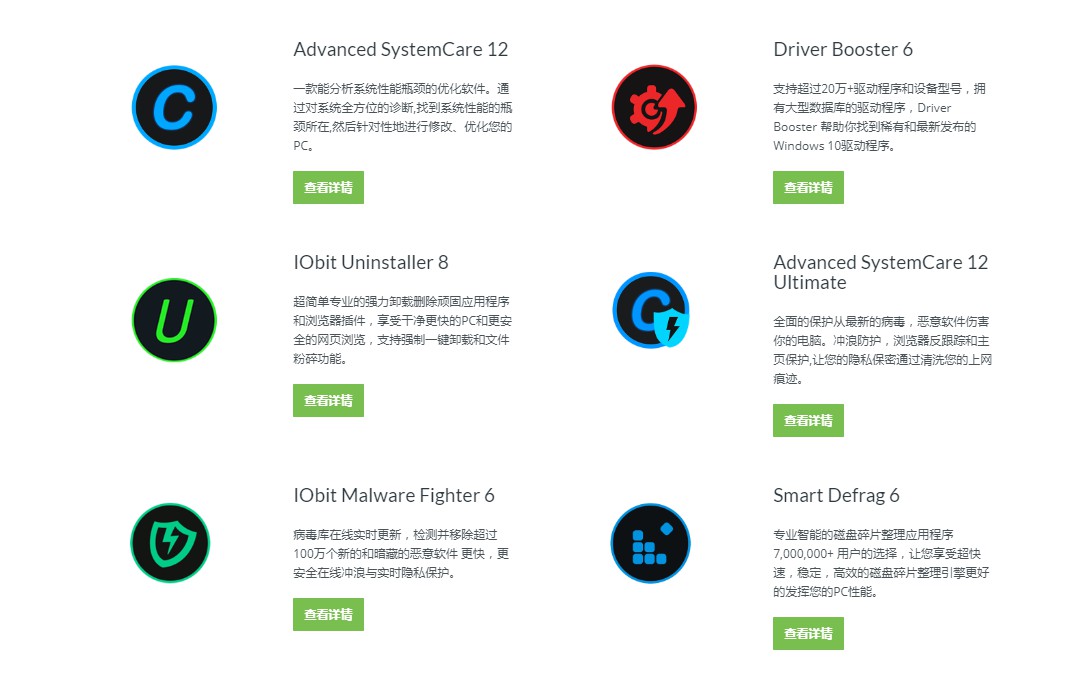 Advanced SystemCare 12
一款能分析系统性能瓶颈的优化软件。通
过对系统全方位的诊断,找到系统性能的瓶
颈所在,然后针对性地进行修改、优化您的
PC。
查看详情
Driver Booster 6
支持超过20万+驱动程序和设备型号，拥
有大型数据库的驱动程序，Driver
Booster 帮助你找到稀有和最新发布的
Windows 10驱动程序。
查看详情
IObit Uninstaller 8
超简单专业的强力卸载删除顽固应用程序
和浏览器插件，享受干净更快的PC和更安
全的网页浏览，支持强制一键卸载和文件
粉碎功能。
查看详情
Advanced SystemCare 12
Ultimate
全面的保护从最新的病毒，恶意软件伤害
你的电脑。冲浪防护，浏览器反跟踪和主
页保护,让您的隐私保密通过清洗您的上网
痕迹。
查看详情
IObit Malware Fighter 6
病毒库在线实时更新，检测并移除超过
100万个新的和暗藏的恶意软件 更快，更
安全在线冲浪与实时隐私保护。
查看详情
Smart Defrag 6
专业智能的磁盘碎片整理应用程序
7,000,000+ 用户的选择，让您享受超快
速，稳定，高效的磁盘碎片整理引擎更好
的发挥您的PC性能。
查看详情